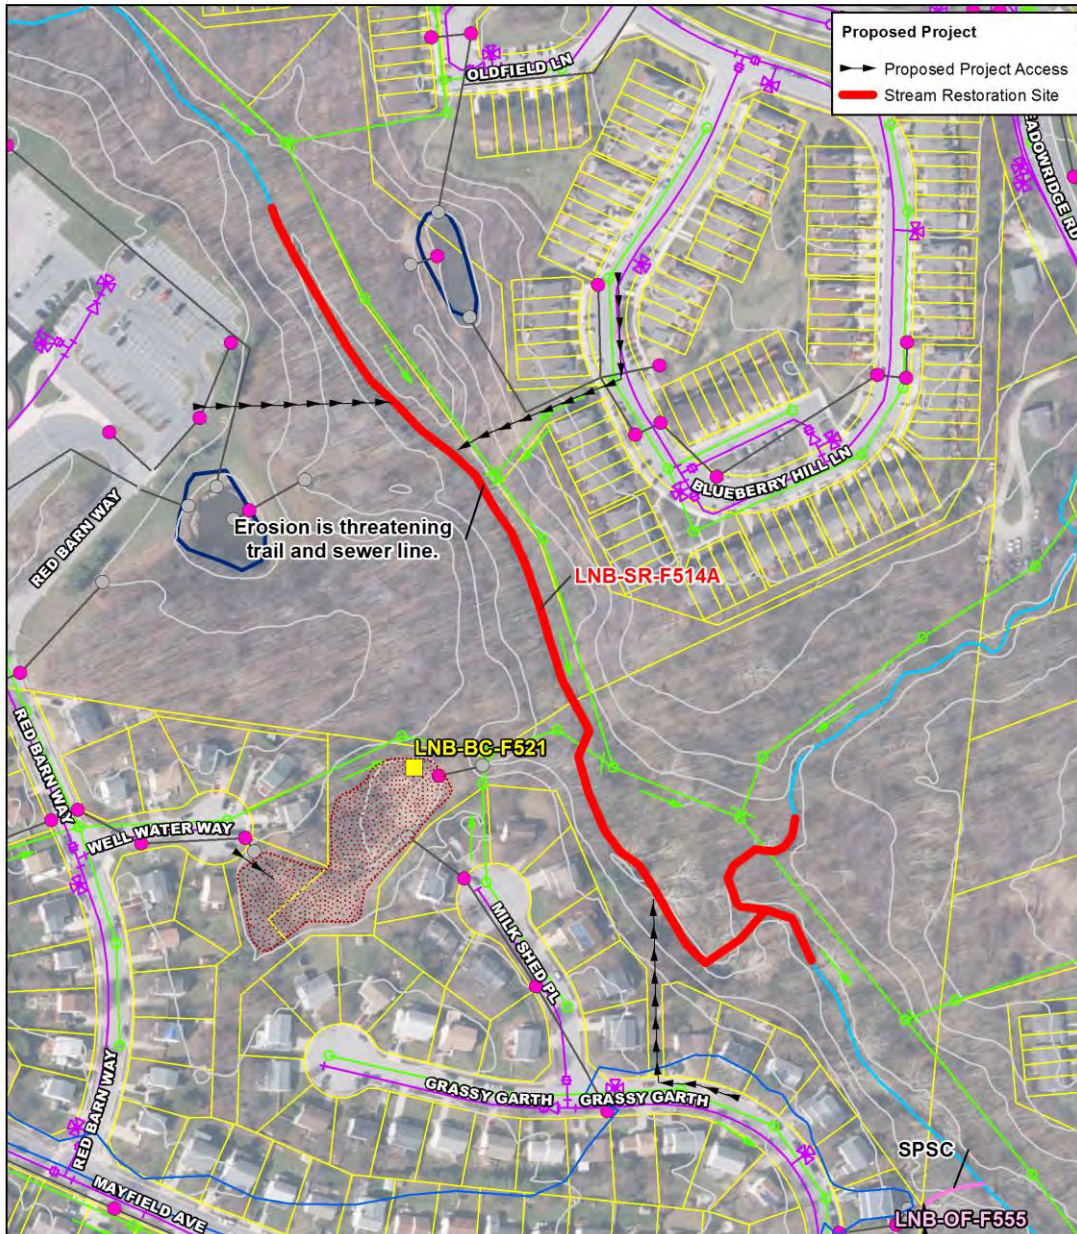 Proposed Project
Proposed Project Access
Stream Restoration Site
OLDFIELD LN
EADOWRIDGE RD
BLUEBERRY HILL LN
RED BARN WAY
Erosion is threatening
trail and sewer line.
LNB-SR-F514A
RED BARN WAY
LNB-BC-F521
WELL WATER WAY
MILK SHED PL
GRASSY GARTH
GRASSY GARTH
RED BARN WAY
MAYFIELD AVE
SPSC
LNB-OF-F555